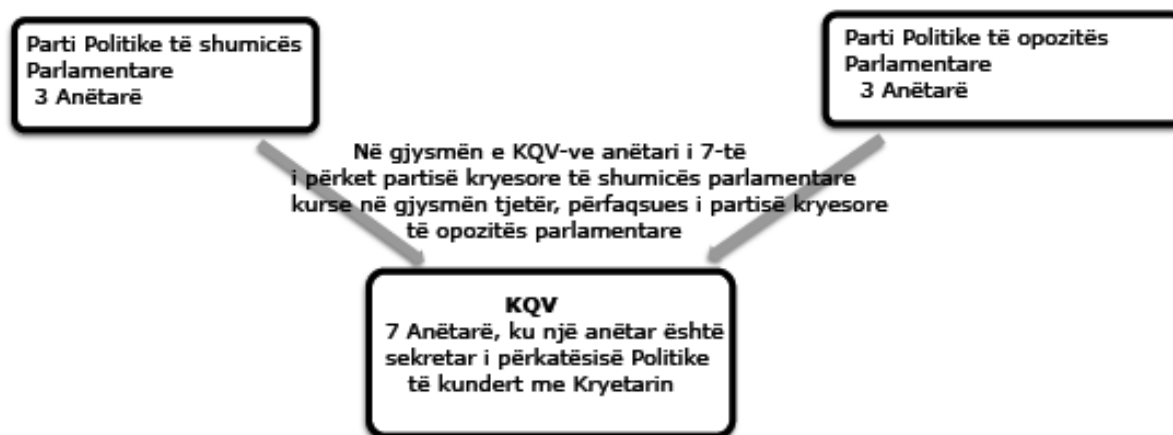 Parti Politike të shumicës
Parlamentare
3 Anëtarë
Parti Politike të opozitës
Parlamentare
3 Anëtarë
Në gjysmën e KQV-ve anëtari i 7-të
i përket partisë kryesore të shumicës parlamentare
kurse në gjysmën tjetër, përfaqsues i partisë kryesore
të opozitës parlamentare
KQV
7 Anëtarë, ku një anëtar është
sekretar i përkatësisë Politike
të kundert me Kryetarin